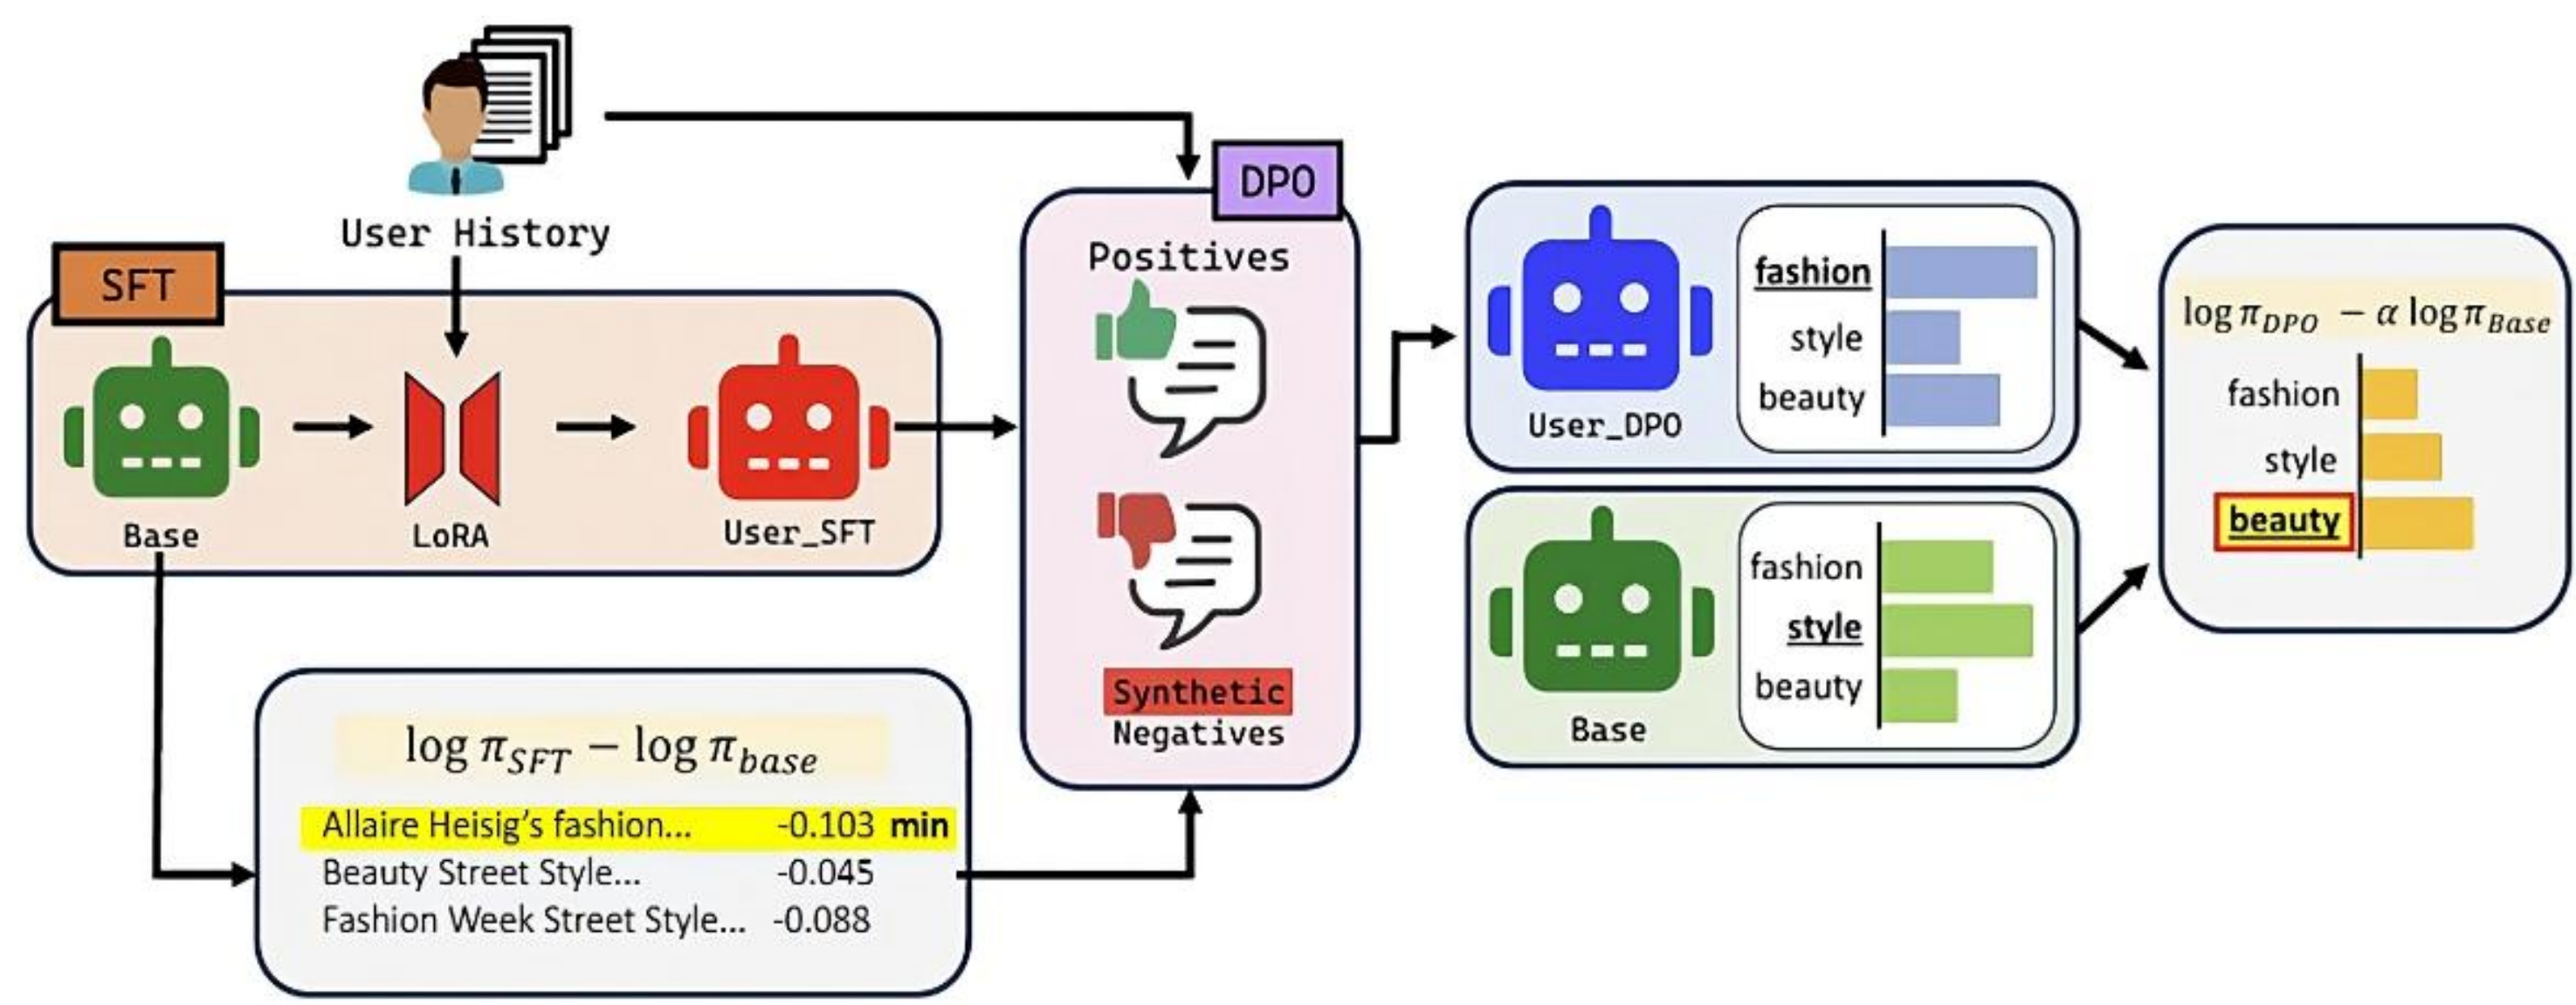 User History
SFT
Base
LoRA
User_SFT
log π_SFT − log π_base
Allaire Heisig's fashion... -0.103 min
Beauty Street Style... -0.045
Fashion Week Street Style... -0.088
DPO
Positives
Synthetic
Negatives
User_DPO
fashion
style
beauty
Base
fashion
style
beauty
log π_DPO − α log π_Base
fashion
style
beauty